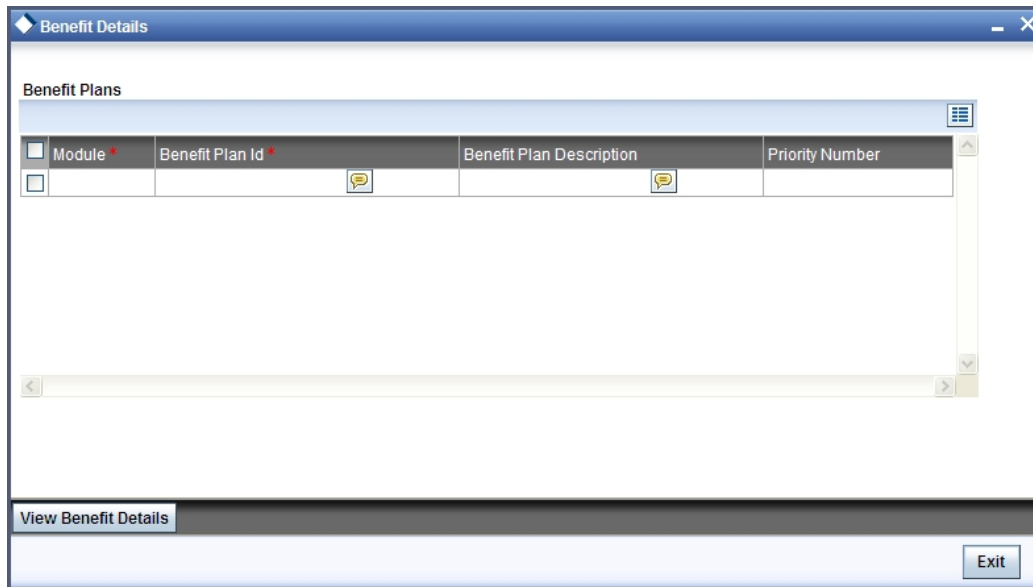 Benefit Details
Benefit Plans
Module * Benefit Plan Id * Benefit Plan Description Priority Number
View Benefit Details
Exit